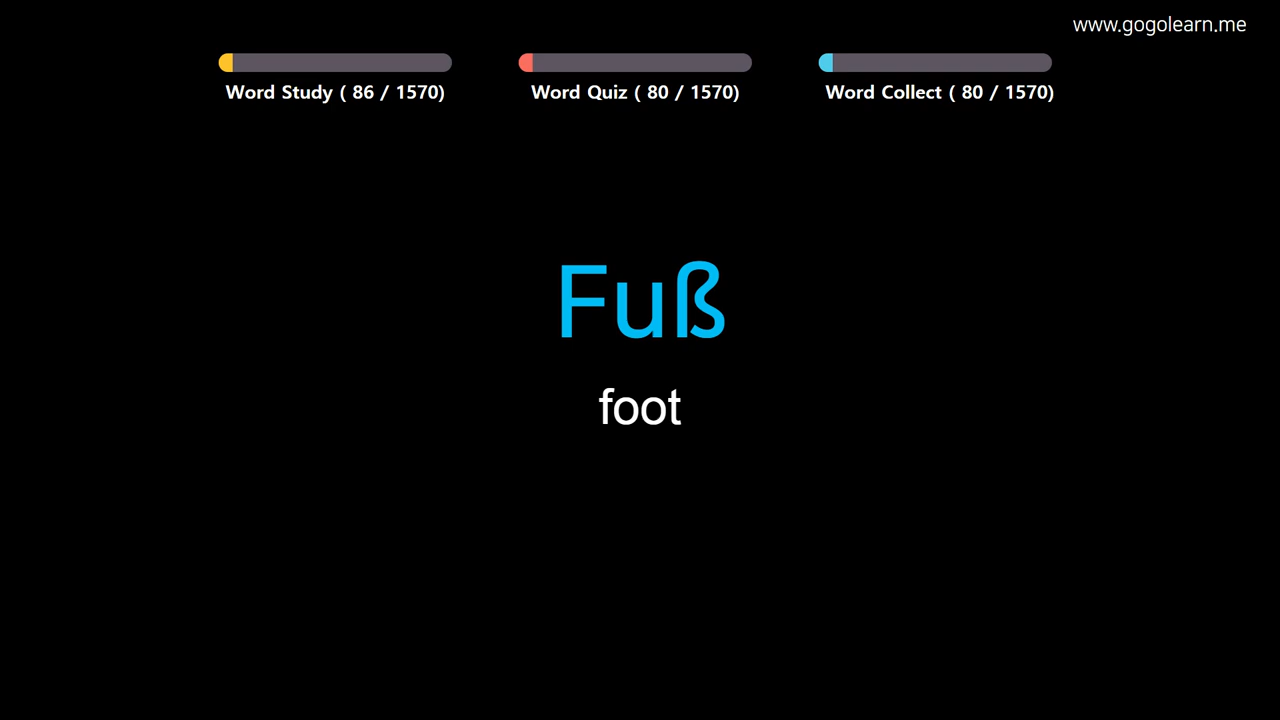 www.gogolearn.me
Word Study ( 86 / 1570)
Word Quiz ( 80 / 1570)
Word Collect ( 80 / 1570)
Fuß
foot